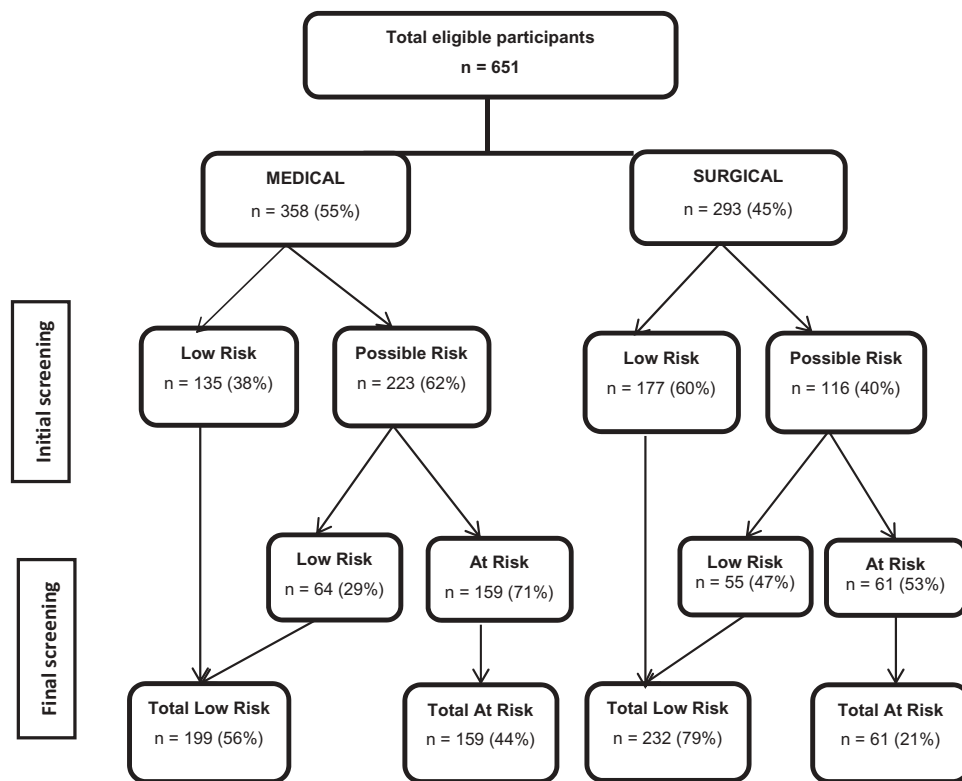 Total eligible participants
n = 651
MEDICAL
n = 358 (55%)
SURGICAL
n = 293 (45%)
Initial screening
Low Risk
n = 135 (38%)
Possible Risk
n = 223 (62%)
Low Risk
n = 177 (60%)
Possible Risk
n = 116 (40%)
Final screening
Low Risk
n = 64 (29%)
At Risk
n = 159 (71%)
Low Risk
n = 55 (47%)
At Risk
n = 61 (53%)
Total Low Risk
n = 199 (56%)
Total At Risk
n = 159 (44%)
Total Low Risk
n = 232 (79%)
Total At Risk
n = 61 (21%)